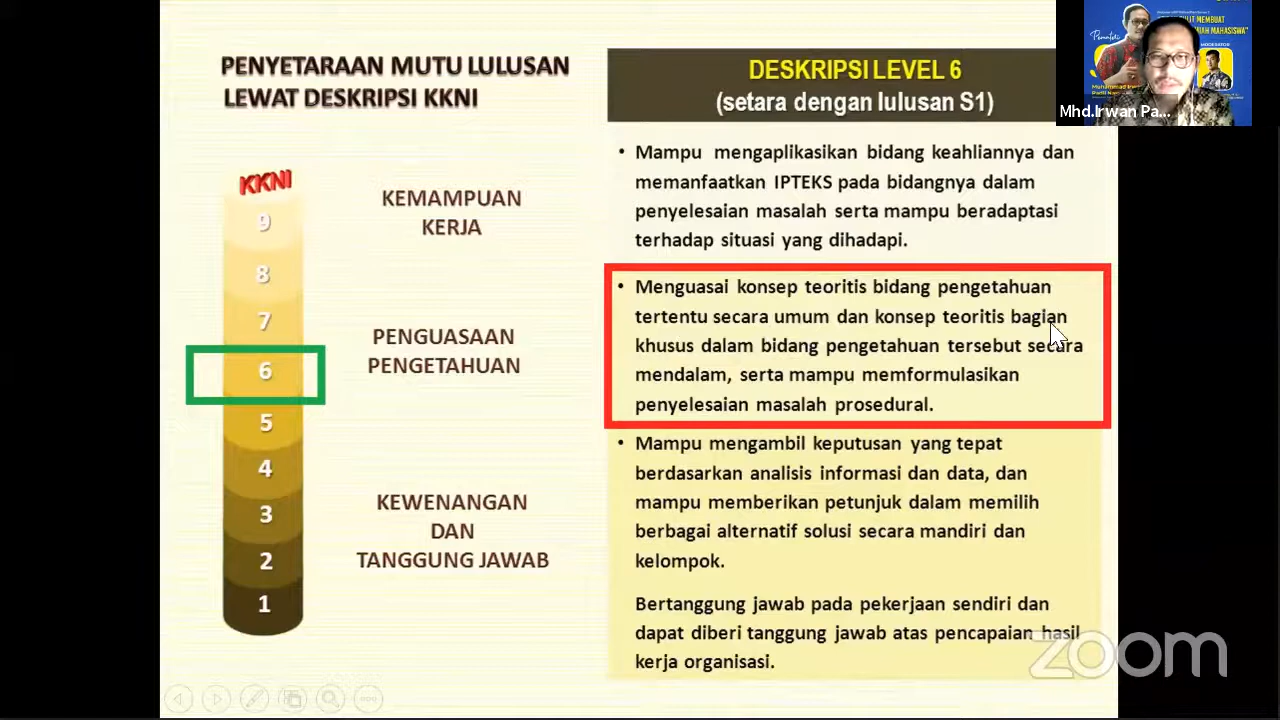 PENYETARAAN MUTU LULUSAN
LEWAT DESKRIPSI KKNI
KKNI
9
8
7
6
5
4
3
2
1
KEMAMPUAN
KERJA
PENGUASAAN
PENGETAHUAN
KEWENANGAN
DAN
TANGGUNG JAWAB
DESKRIPSI LEVEL 6
(setara dengan lulusan S1)
• Mampu mengaplikasikan bidang keahliannya dan
memanfaatkan IPTEKS pada bidangnya dalam
penyelesaian masalah serta mampu beradaptasi
terhadap situasi yang dihadapi.
• Menguasai konsep teoritis bidang pengetahuan
tertentu secara umum dan konsep teoritis bagian
khusus dalam bidang pengetahuan tersebut secara
mendalam, serta mampu memformulasikan
penyelesaian masalah prosedural.
• Mampu mengambil keputusan yang tepat
berdasarkan analisis informasi dan data, dan
mampu memberikan petunjuk dalam memilih
berbagai alternatif solusi secara mandiri dan
kelompok.
Bertanggung jawab pada pekerjaan sendiri dan
dapat diberi tanggung jawab atas pencapaian hasil
kerja organisasi.
MEMBUAT
MAHASISWA"
MODERATOR
Muhammad
Mhd.Irwan Pa...
zoom